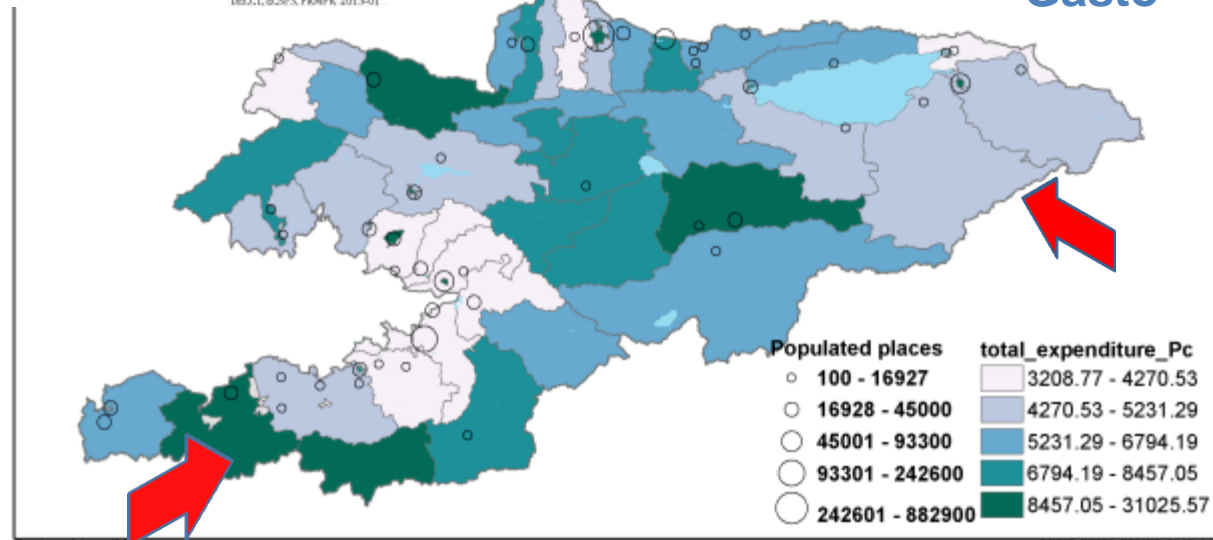 Gasto
Populated places
100 - 16927
16928 - 45000
45001 - 93300
93301 - 242600
242601 - 882900
total_expenditure_Pc
3208.77 - 4270.53
4270.53 - 5231.29
5231.29 - 6794.19
6794.19 - 8457.05
8457.05 - 31025.57